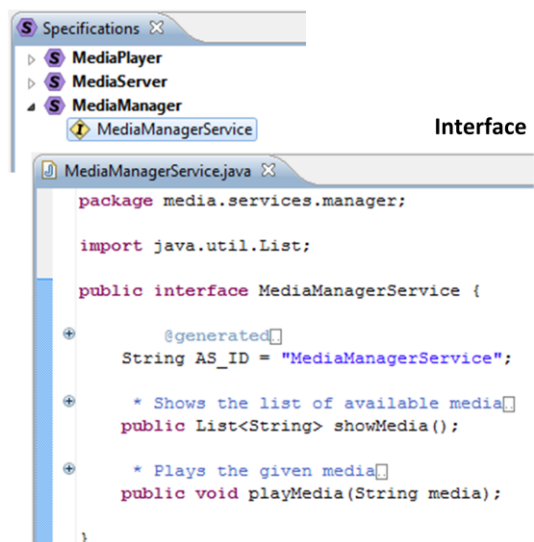 Specifications
MediaPlayer
MediaServer
MediaManager
MediaManagerService
Interface
MediaManagerService.java
package media.services.manager;
import java.util.List;
public interface MediaManagerService {
@generated
String AS_ID = "MediaManagerService";
* Shows the list of available media
public List<String> showMedia();
* Plays the given media
public void playMedia(String media);
}